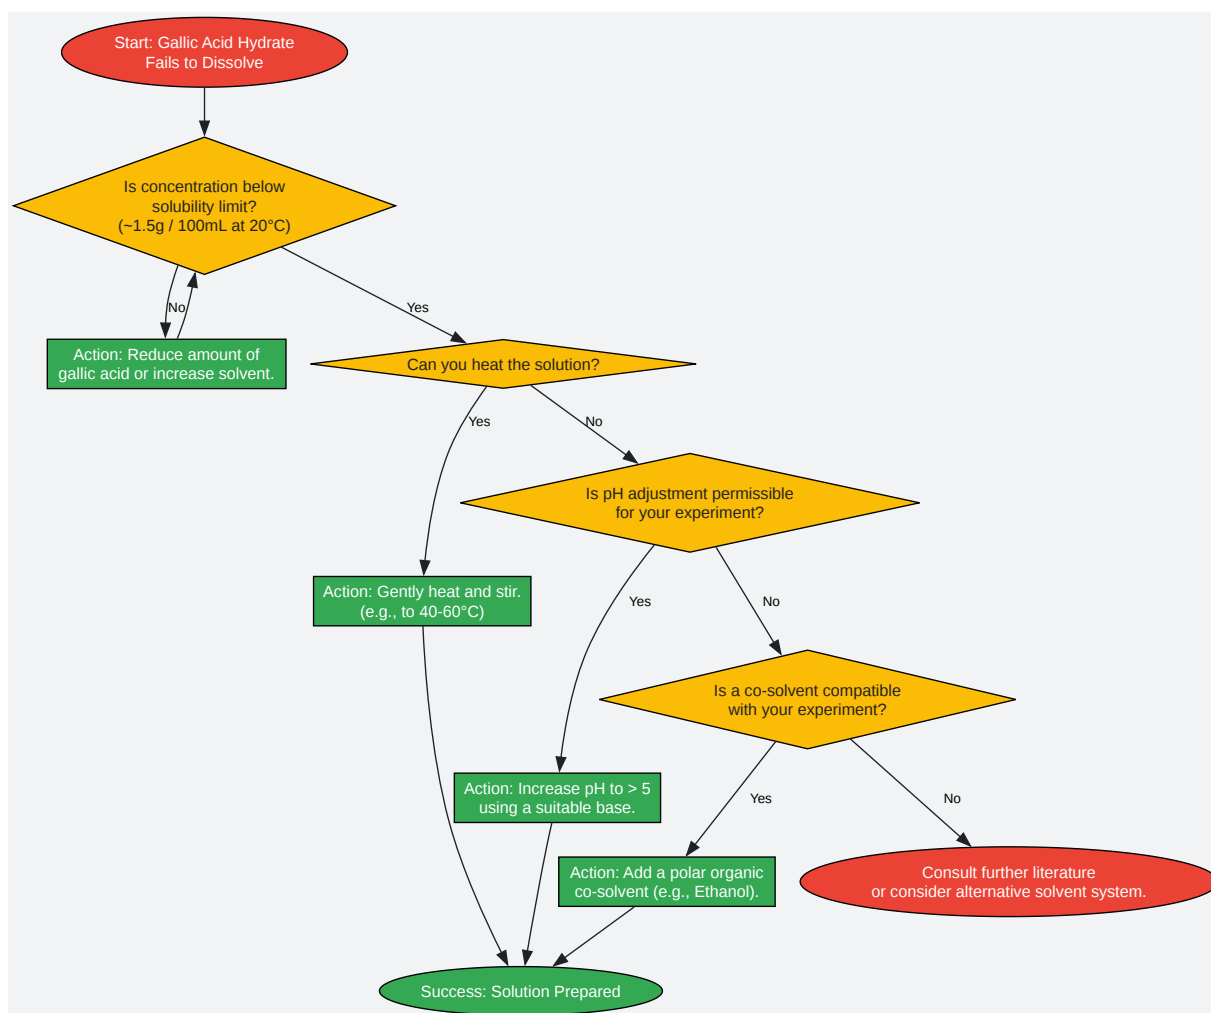 Start: Gallic Acid Hydrate
Fails to Dissolve
Is concentration below
solubility limit?
(~1.5g / 100mL at 20°C)
No
Yes
Action: Reduce amount of
gallic acid or increase solvent.
Can you heat the solution?
Yes
No
Is pH adjustment permissible
for your experiment?
Action: Gently heat and stir.
(e.g., to 40-60°C)
Yes
No
Is a co-solvent compatible
with your experiment?
Action: Increase pH to > 5
using a suitable base.
Yes
No
Action: Add a polar organic
co-solvent (e.g., Ethanol).
Consult further literature
or consider alternative solvent system.
Success: Solution Prepared